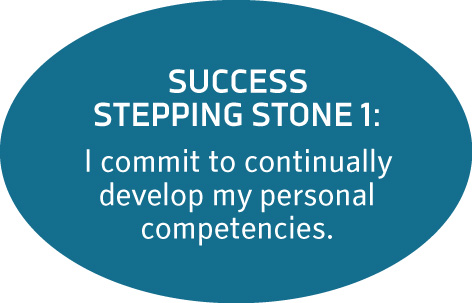 SUCCESS
STEPPING STONE 1:
I commit to continually
develop my personal
competencies.